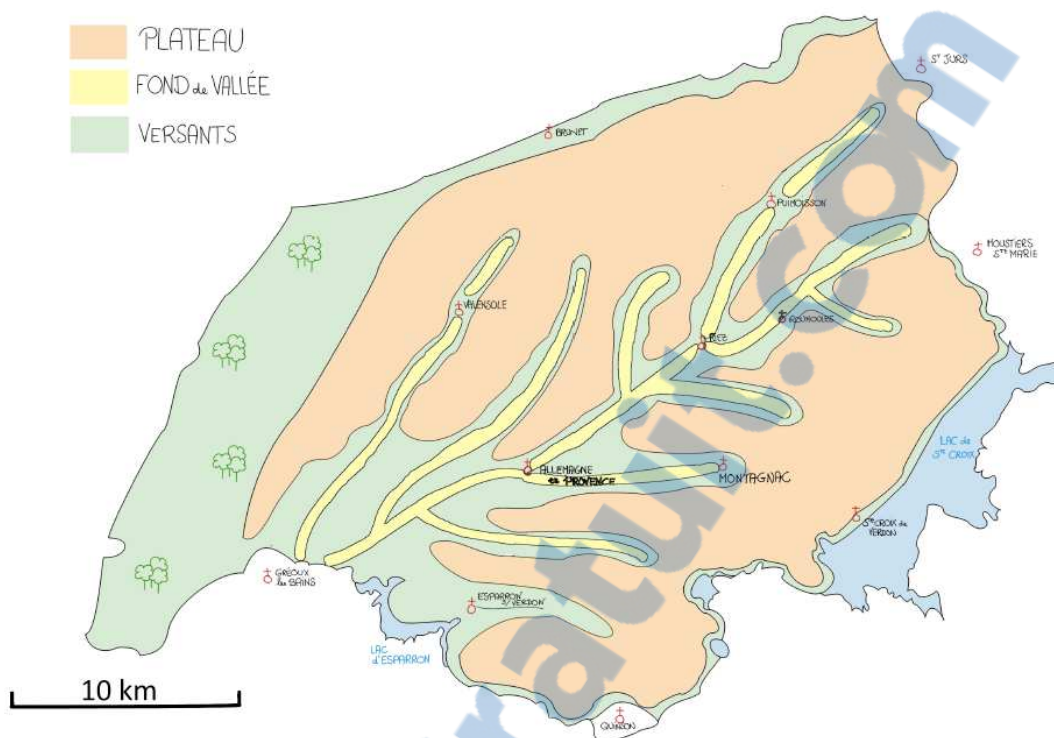 PLATEAU
FOND de VALLÉE
VERSANTS
ST JURS
BRUNET
PUIMOISSON
MOUSTIERS
STE MARIE
VALENSOLE
ROUMOULES
RIEZ
LAC de
STE CROIX
ALLEMAGNE
EN PROVENCE
MONTAGNAC
STE CROIX de
VERDON
GRÉOUX
les BAINS
ESPARRON
S/VERDON
LAC
d'ESPARRON
10 km
QUINSON